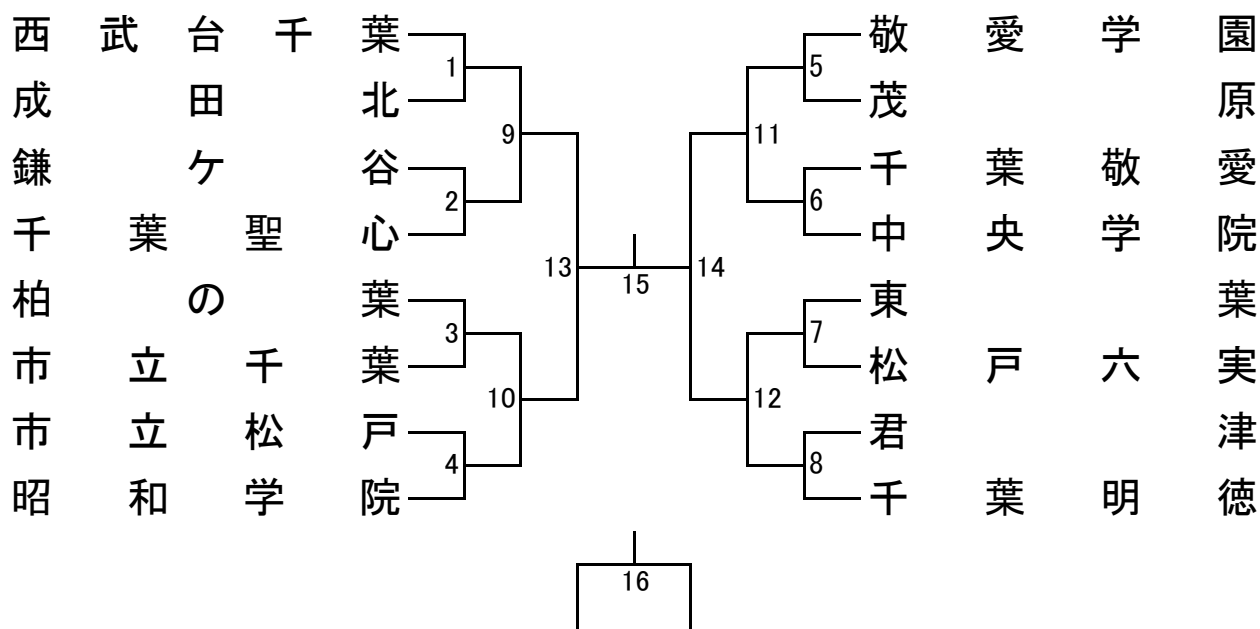 西武台千葉
敬愛学園
1
5
成田北
茂原
9
11
鎌ケ谷
千葉敬愛
2
6
千葉聖心
中央学院
13
15
14
柏の葉
東葉
3
7
市立千葉
松戸六実
10
12
市立松戸
君津
4
8
昭和学院
千葉明徳
16